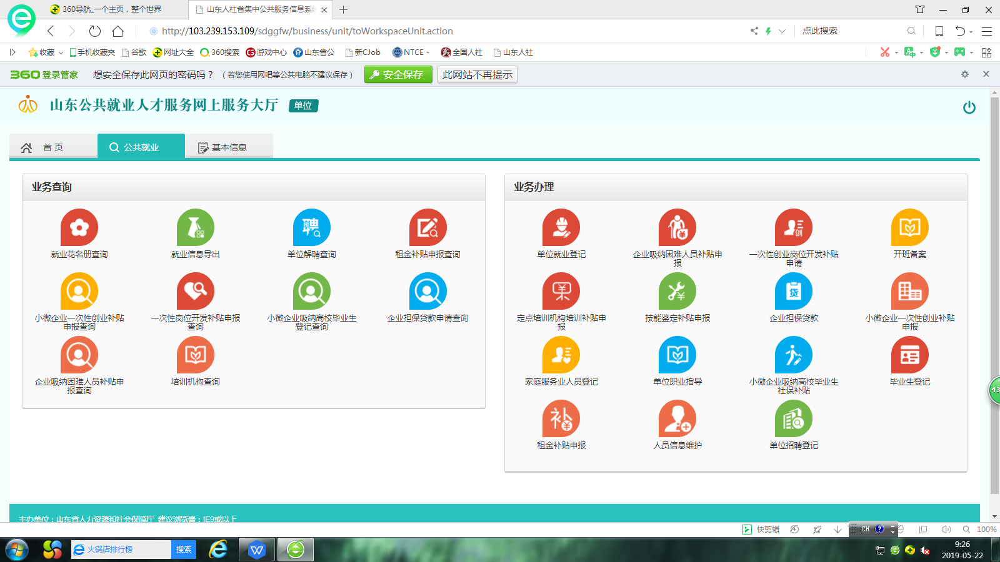 360导航_一个主页，整个世界
山东人社省集中公共服务信息系
http://103.239.153.109/sdggfw/business/unit/toWorkspaceUnit.action
点此搜索
收藏
手机收藏夹
谷歌
网址大全
360搜索
游戏中心
山东省公
新CJob
NTCE -
全国人社
山东人社
360登录管家
想安全保存此网页的密码吗？（若您使用网吧等公共电脑不建议保存）
安全保存
此网站不再提示
山东公共就业人才服务网上服务大厅
单位
首 页
公共就业
基本信息
业务查询
就业花名册查询
就业信息导出
聘
单位解聘查询
租金补贴申报查询
小微企业一次性创业补贴
申报查询
一次性岗位开发补贴申报
查询
小微企业吸纳高校毕业生
登记查询
企业担保贷款申请查询
企业吸纳困难人员补贴申
报查询
培训机构查询
业务办理
单位就业登记
企业吸纳困难人员补贴申
报
创
一次性创业岗位开发补贴
申请
开班备案
定点培训机构培训补贴申
报
技能鉴定补贴申报
贷
企业担保贷款
小微企业一次性创业补贴
申报
家庭服务业人员登记
单位职业指导
小微企业吸纳高校毕业生
社保补贴
毕业生登记
补
租金补贴申报
人员信息维护
单位招聘登记
43
主办单位：山东省人力资源和社会保障厅 建议浏览器：IE9或以上
快剪辑
CH
100%
火锅店排行榜
搜索
9:26
2019-05-22